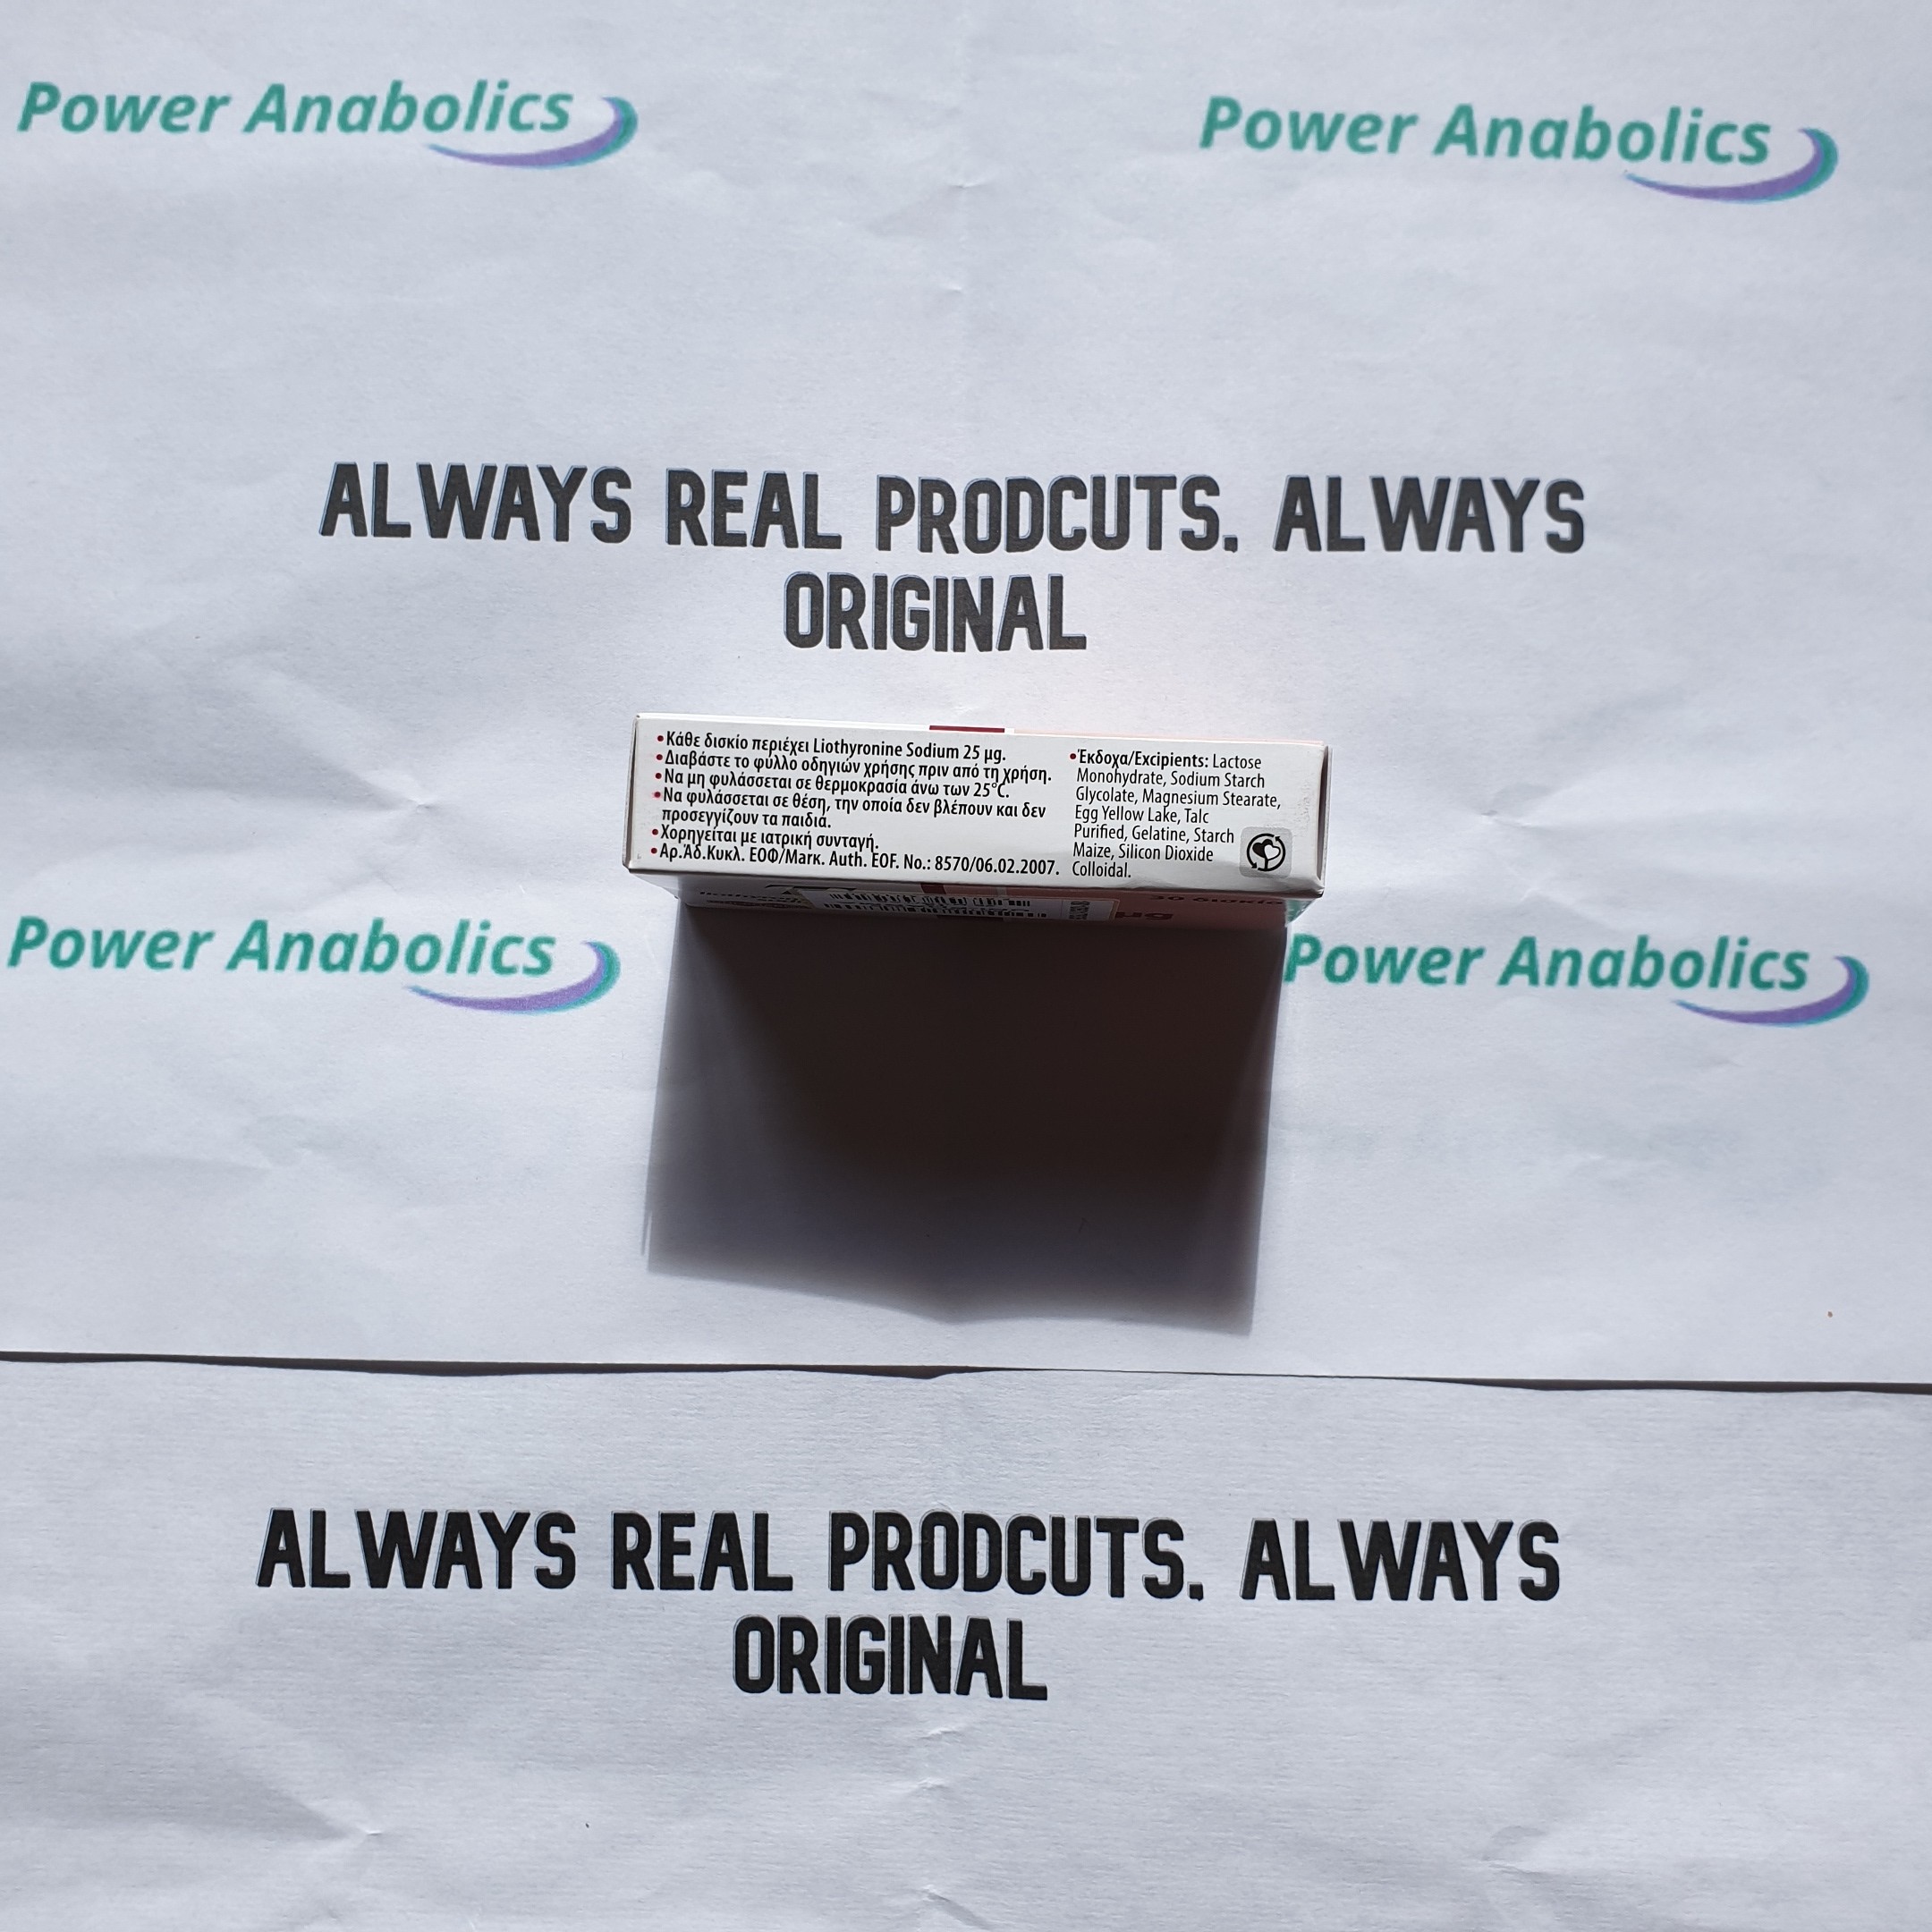 Power Anabolics
Power Anabolics
ALWAYS REAL PRODCUTS. ALWAYS
ORIGINAL
•Κάθε δισκίο περιέχει Liothyronine Sodium 25 μg.
•Διαβάστε το φύλλο οδηγιών χρήσης πριν από τη χρήση.
•Να μη φυλάσσεται σε θερμοκρασία άνω των 25°C.
•Να φυλάσσεται σε θέση, την οποία δεν βλέπουν και δεν
προσεγγίζουν τα παιδιά.
•Χορηγείται με ιατρική συνταγή.
•Αρ.Άδ.Κυκλ. ΕΟΦ/Mark. Auth. EOF. No.: 8570/06.02.2007.
•Έκδοχα/Excipients: Lactose
Monohydrate, Sodium Starch
Glycolate, Magnesium Stearate,
Egg Yellow Lake, Talc
Purified, Gelatine, Starch
Maize, Silicon Dioxide
Colloidal.
30 δισκία
μg
Power Anabolics
Power Anabolics
ALWAYS REAL PRODCUTS. ALWAYS
ORIGINAL